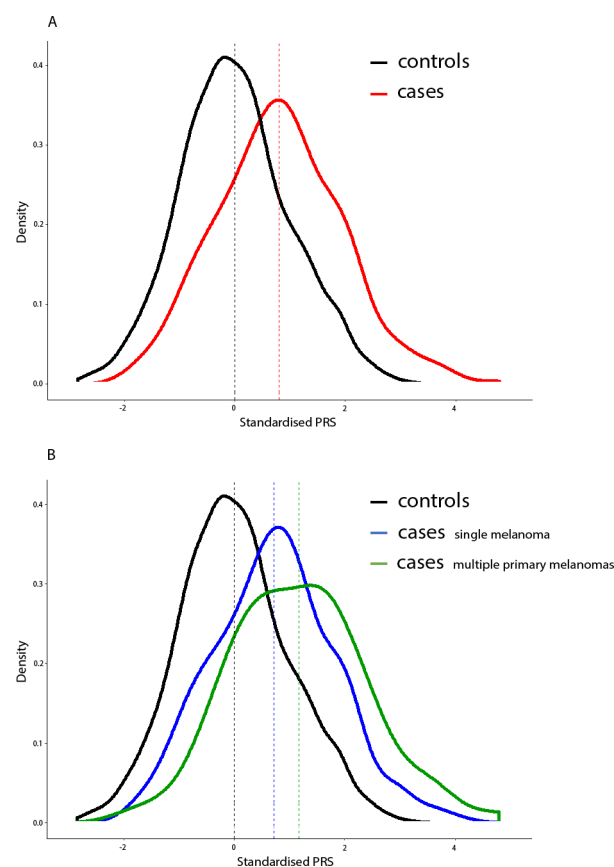 A
0.4
0.3
0.2
0.1
0.0
Density
-2
0
2
4
Standardised PRS
controls
cases
B
0.4
0.3
0.2
0.1
0.0
Density
-2
0
2
4
Standardised PRS
controls
cases single melanoma
cases multiple primary melanomas